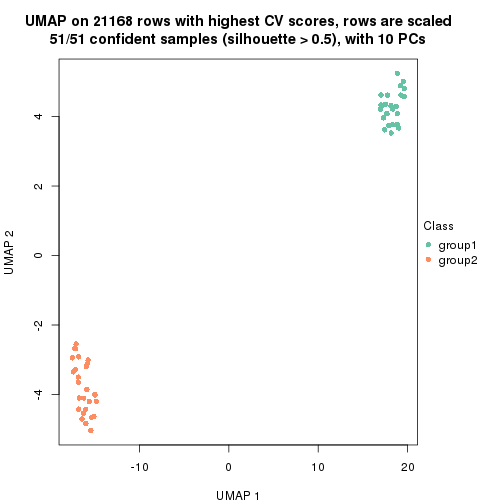 UMAP on 21168 rows with highest CV scores, rows are scaled
51/51 confident samples (silhouette > 0.5), with 10 PCs
4
2
0
-2
-4
UMAP 2
-10
0
10
20
UMAP 1
Class
group1
group2